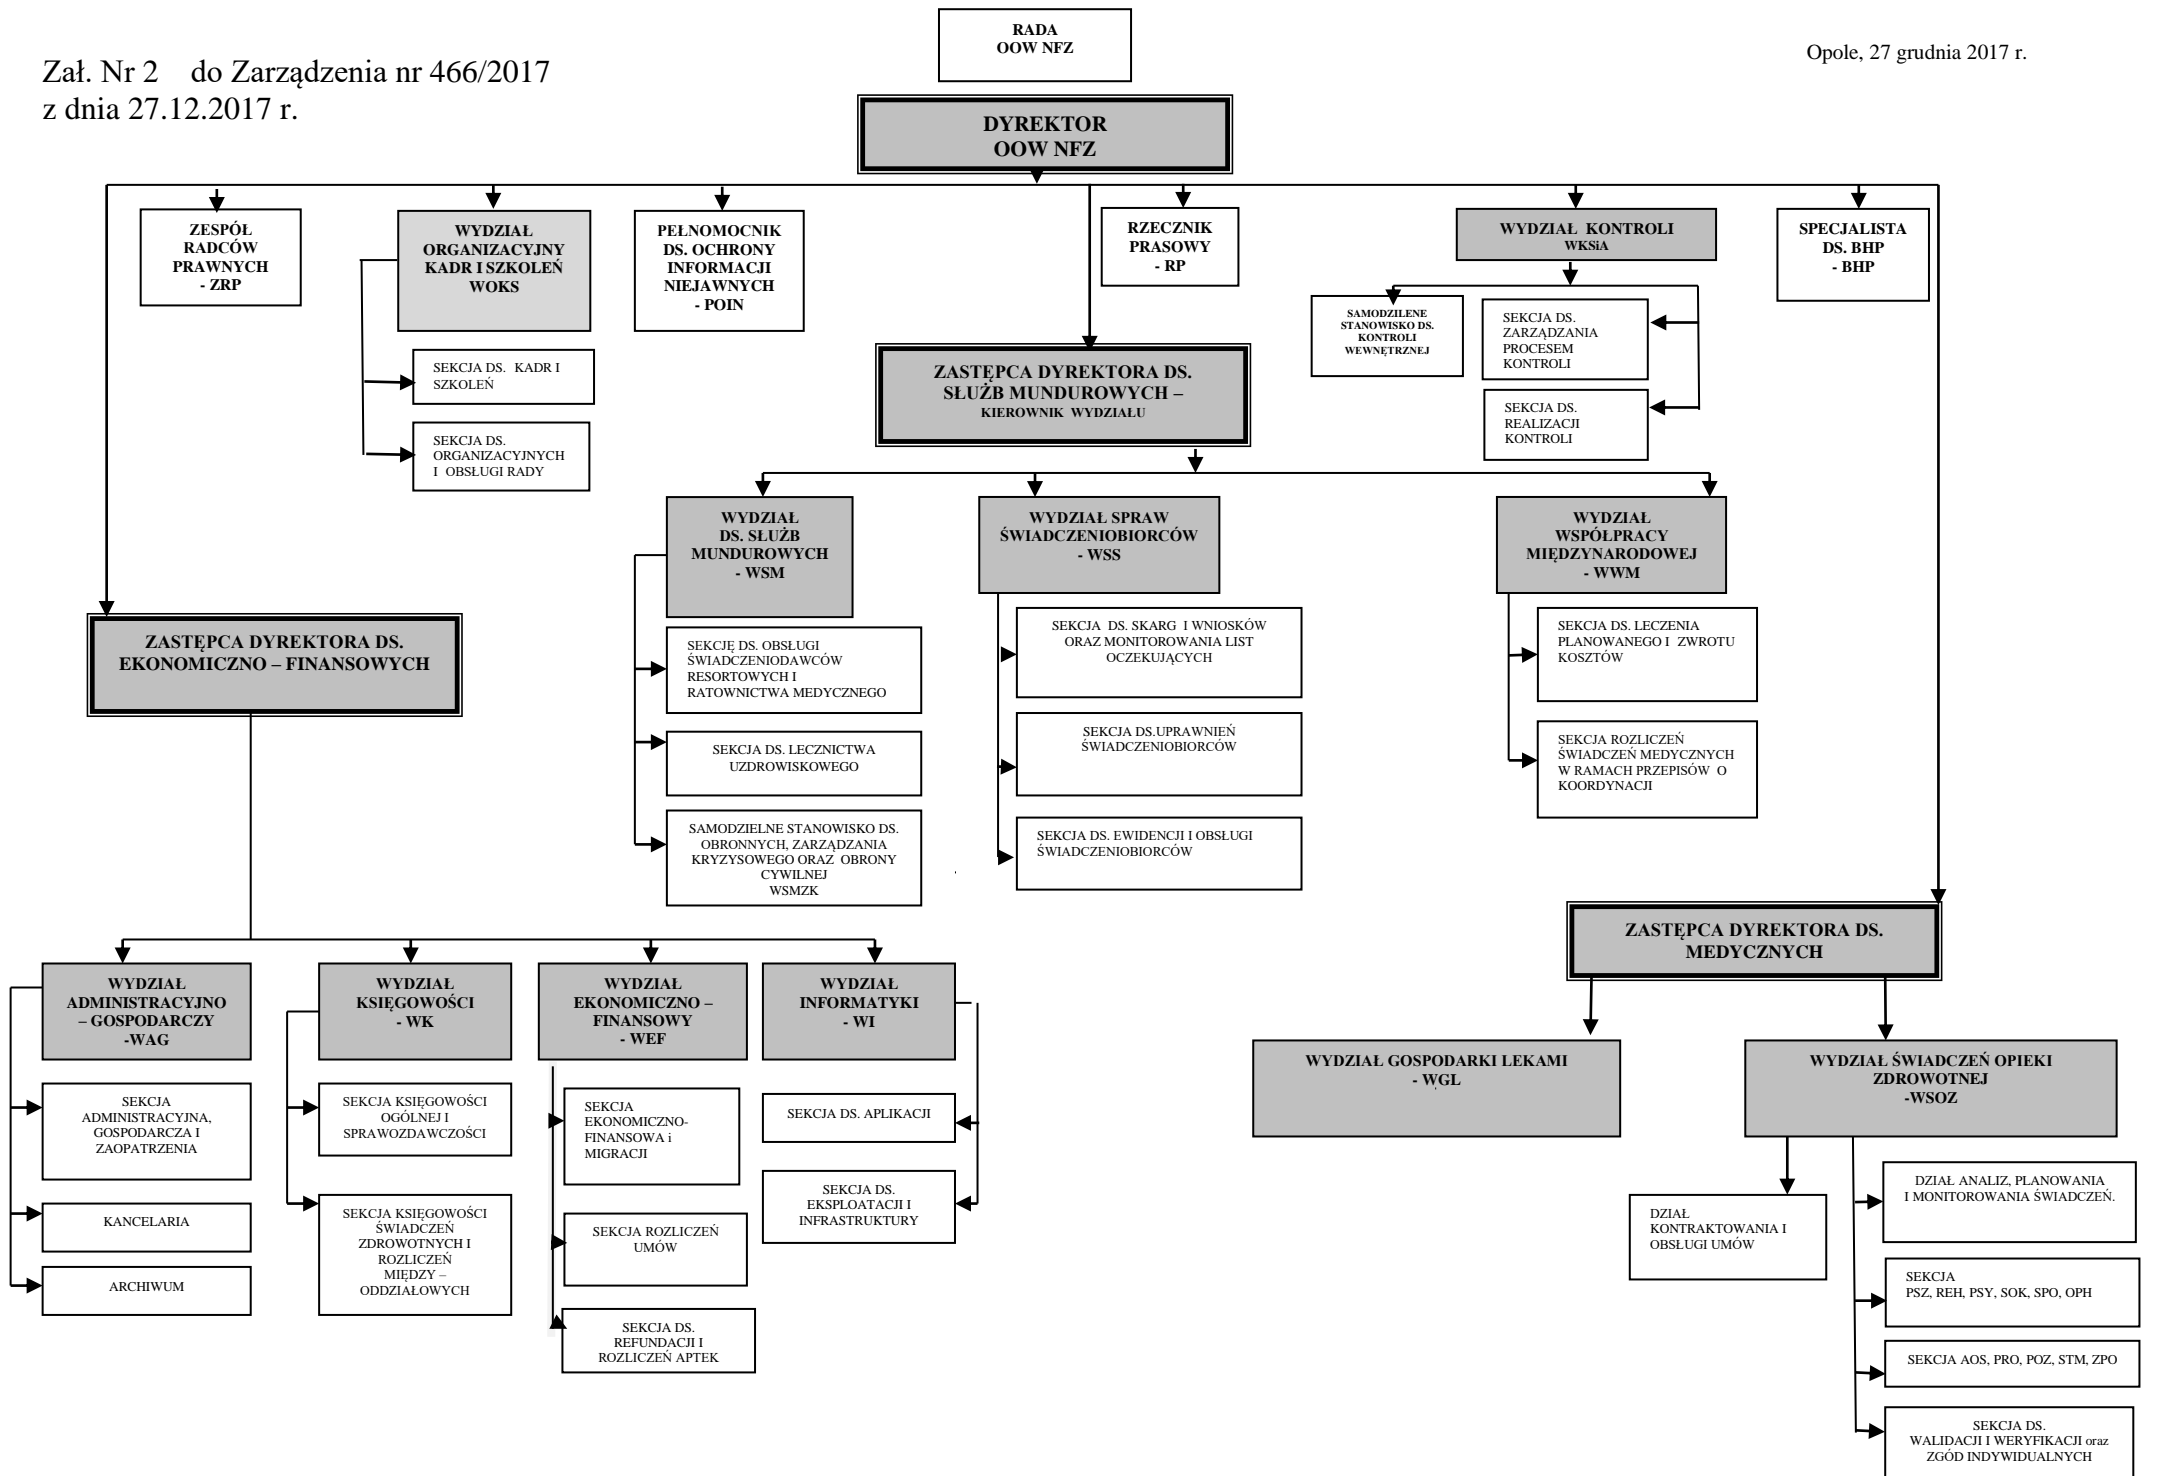 RADA
OOW NFZ
Opole, 27 grudnia 2017 r.
Zał. Nr 2 do Zarządzenia nr 466/2017
z dnia 27.12.2017 r.
DYREKTOR
OOW NFZ
ZESPÓŁ
RADCÓW
PRAWNYCH
- ZRP
WYDZIAŁ
ORGANIZACYJNY
KADR I SZKOLEŃ
WOKS
PEŁNOMOCNIK
DS. OCHRONY
INFORMACJI
NIEJAWNYCH
- POIN
RZECZNIK
PRASOWY
- RP
WYDZIAŁ KONTROLI
WKSiA
SPECJALISTA
DS. BHP
- BHP
SEKCJA DS. KADR I
SZKOLEŃ
SEKCJA DS.
ORGANIZACYJNYCH
I OBSŁUGI RADY
SAMODZILENE
STANOWISKO DS.
KONTROLI
WEWNĘTRZNEJ
SEKCJA DS.
ZARZĄDZANIA
PROCESEM
KONTROLI
SEKCJA DS.
REALIZACJI
KONTROLI
ZASTĘPCA DYREKTORA DS.
SŁUŻB MUNDUROWYCH –
KIEROWNIK WYDZIAŁU
WYDZIAŁ
DS. SŁUŻB
MUNDUROWYCH
- WSM
WYDZIAŁ SPRAW
ŚWIADCZENIOBIORCÓW
- WSS
WYDZIAŁ
WSPÓŁPRACY
MIĘDZYNARODOWEJ
- WWM
SEKCJĘ DS. OBSŁUGI
ŚWIADCZENIODAWCÓW
RESORTOWYCH I
RATOWNICTWA MEDYCZNEGO
SEKCJA DS. LECZNICTWA
UZDROWISKOWEGO
SAMODZIELNE STANOWISKO DS.
OBRONNYCH, ZARZĄDZANIA
KRYZYSOWEGO ORAZ OBRONY
CYWILNEJ
WSMZK
SEKCJA DS. SKARG I WNIOSKÓW
ORAZ MONITOROWANIA LIST
OCZEKUJĄCYCH
SEKCJA DS.UPRAWNIEŃ
ŚWIADCZENIOBIORCÓW
SEKCJA DS. EWIDENCJI I OBSŁUGI
ŚWIADCZENIOBIORCÓW
SEKCJA DS. LECZENIA
PLANOWANEGO I ZWROTU
KOSZTÓW
SEKCJA ROZLICZEŃ
ŚWIADCZEŃ MEDYCZNYCH
W RAMACH PRZEPISÓW O
KOORDYNACJI
ZASTĘPCA DYREKTORA DS.
EKONOMICZNO – FINANSOWYCH
WYDZIAŁ
ADMINISTRACYJNO
– GOSPODARCZY
-WAG
WYDZIAŁ
KSIĘGOWOŚCI
- WK
WYDZIAŁ
EKONOMICZNO –
FINANSOWY
- WEF
WYDZIAŁ
INFORMATYKI
- WI
SEKCJA
ADMINISTRACYJNA,
GOSPODARCZA I
ZAOPATRZENIA
KANCELARIA
ARCHIWUM
SEKCJA KSIĘGOWOŚCI
OGÓLNEJ I
SPRAWOZDAWCZOŚCI
SEKCJA KSIĘGOWOŚCI
ŚWIADCZEŃ
ZDROWOTNYCH I
ROZLICZEŃ
MIĘDZY –
ODDZIAŁOWYCH
SEKCJA
EKONOMICZNO-
FINANSOWA i
MIGRACJI
SEKCJA ROZLICZEŃ
UMÓW
SEKCJA DS.
REFUNDACJI I
ROZLICZEŃ APTEK
SEKCJA DS. APLIKACJI
SEKCJA DS.
EKSPLOATACJI I
INFRASTRUKTURY
ZASTĘPCA DYREKTORA DS.
MEDYCZNYCH
WYDZIAŁ GOSPODARKI LEKAMI
- WGL
WYDZIAŁ ŚWIADCZEŃ OPIEKI
ZDROWOTNEJ
-WSOZ
DZIAŁ
KONTRAKTOWANIA I
OBSŁUGI UMÓW
DZIAŁ ANALIZ, PLANOWANIA
I MONITOROWANIA ŚWIADCZEŃ.
SEKCJA
PSZ, REH, PSY, SOK, SPO, OPH
SEKCJA AOS, PRO, POZ, STM, ZPO
SEKCJA DS.
WALIDACJI I WERYFIKACJI oraz
ZGÓD INDYWIDUALNYCH